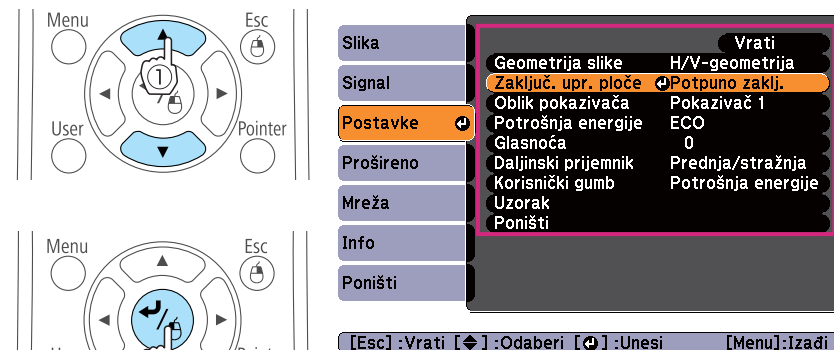 Menu
Esc
①
User
Pointer
Menu
Esc
Slika
Signal
Postavke
Prošireno
Mreža
Info
Poništi
Vrati
Geometrija slike H/V-geometrija
Zaključ. upr. ploče Potpuno zaklj.
Oblik pokazivača Pokazivač 1
Potrošnja energije ECO
Glasnoća 0
Daljinski prijemnik Prednja/stražnja
Korisnički gumb Potrošnja energije
Uzorak
Poništi
[Esc] :Vrati [◆] :Odaberi [↵] :Unesi [Menu]:Izađi